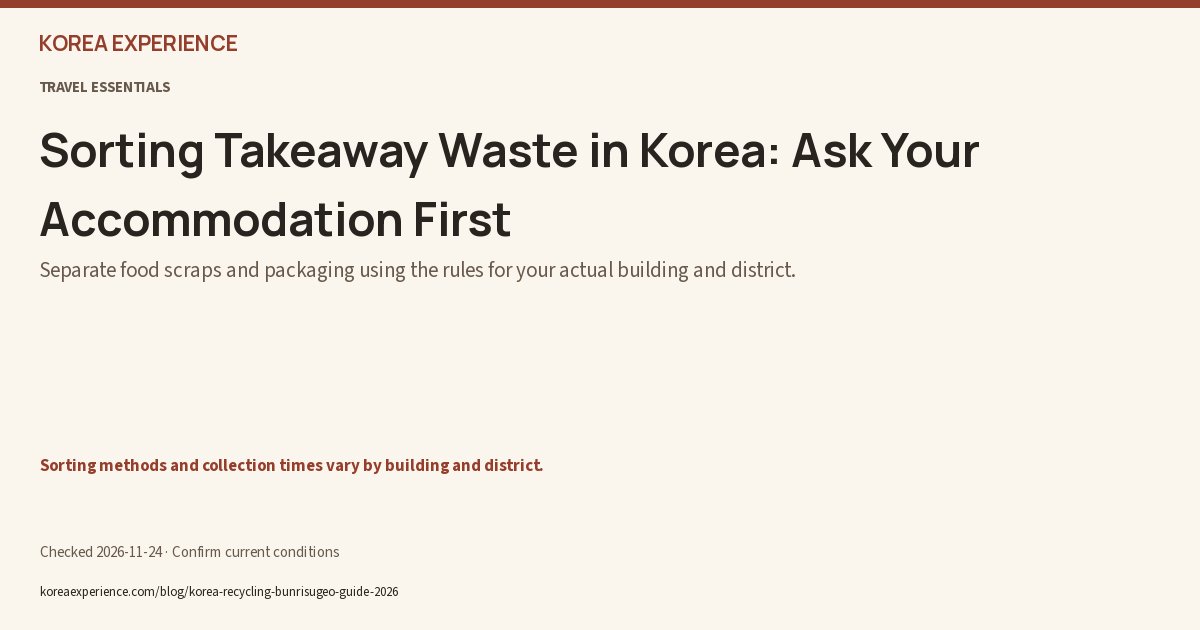 KOREA EXPERIENCE
TRAVEL ESSENTIALS
Sorting Takeaway Waste in Korea: Ask Your
Accommodation First
Separate food scraps and packaging using the rules for your actual building and district.
Sorting methods and collection times vary by building and district.
Checked 2026-11-24 · Confirm current conditions
koreaexperience.com/blog/korea-recycling-bunrisugeo-guide-2026